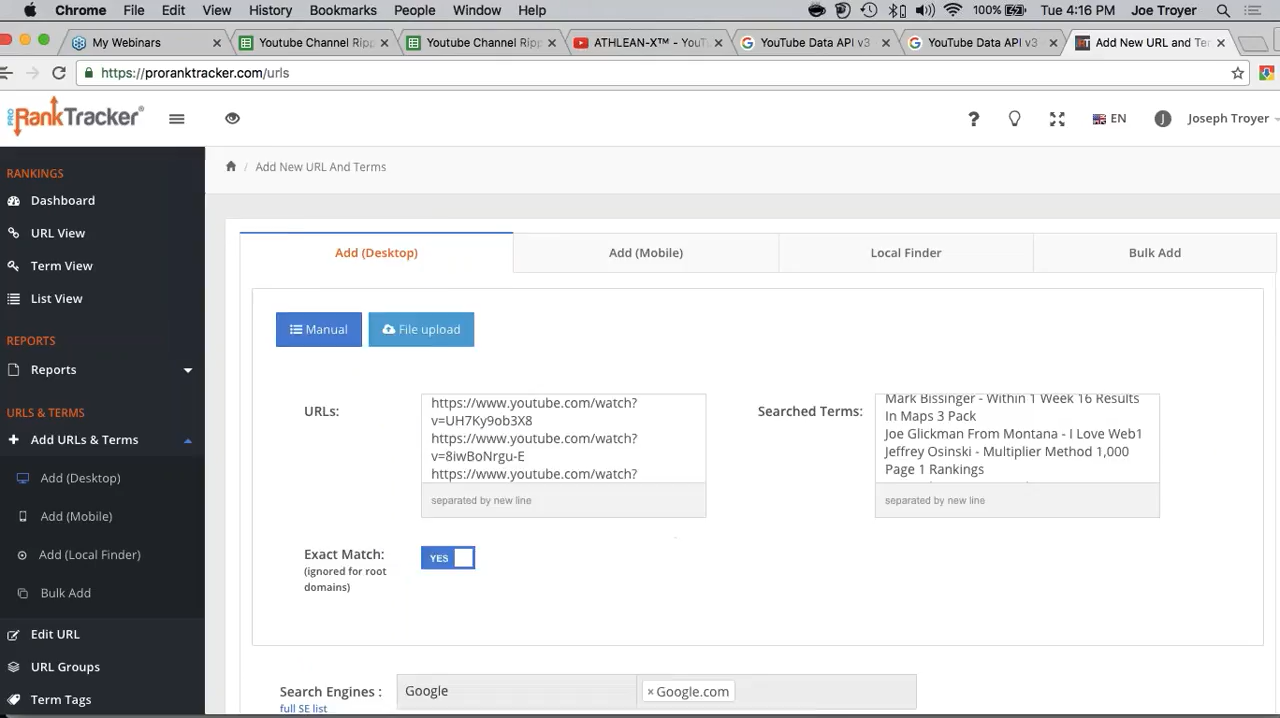 Chrome File Edit View History Bookmarks People Window Help 100% Tue 4:16 PM Joe Troyer
My Webinars × Youtube Channel Ripp × Youtube Channel Ripp × ATHLEAN-X™ - YouT × YouTube Data API v3 × YouTube Data API v3 × Add New URL and Ter ×
https://proranktracker.com/urls
PRO RankTracker ? EN J Joseph Troyer
/ Add New URL And Terms
RANKINGS
Dashboard
URL View
Term View
List View
REPORTS
Reports
URLS & TERMS
Add URLs & Terms
Add (Desktop)
Add (Mobile)
Add (Local Finder)
Bulk Add
Edit URL
URL Groups
Term Tags
Add (Desktop) Add (Mobile) Local Finder Bulk Add
Manual File upload
URLs:
https://www.youtube.com/watch?
v=UH7Ky9ob3X8
https://www.youtube.com/watch?
v=8iwBoNrgu-E
https://www.youtube.com/watch?
separated by new line
Searched Terms:
Mark Bissinger - Within 1 Week 16 Results
In Maps 3 Pack
Joe Glickman From Montana - I Love Web1
Jeffrey Osinski - Multiplier Method 1,000
Page 1 Rankings
separated by new line
Exact Match: YES
(ignored for root
domains)
Search Engines : Google × Google.com
full SE list